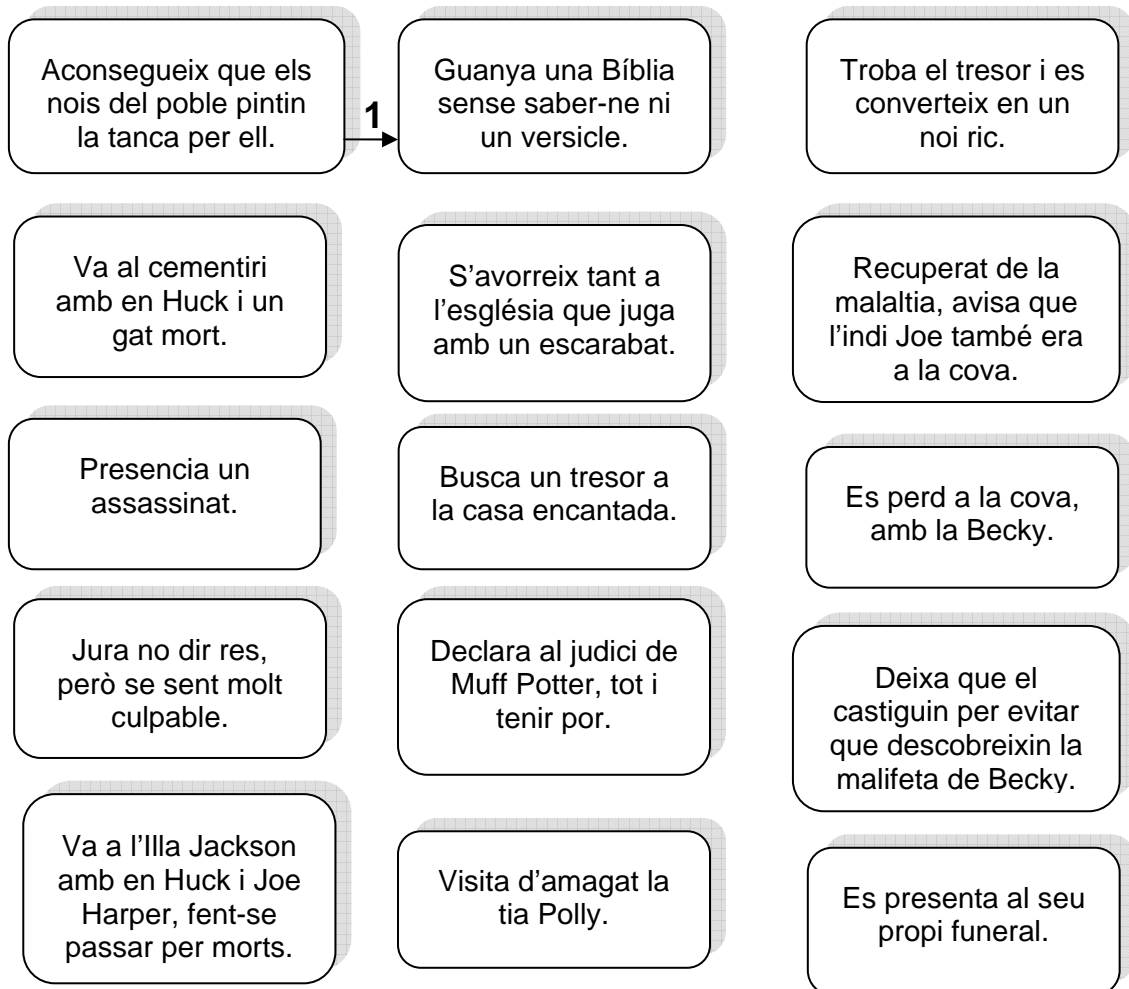 Aconsegueix que els
nois del poble pintin
la tanca per ell.
1
Guanya una Bíblia
sense saber-ne ni
un versicle.
Troba el tresor i es
converteix en un
noi ric.
Va al cementiri
amb en Huck i un
gat mort.
S’avorreix tant a
l’església que juga
amb un escarabat.
Recuperat de la
malaltia, avisa que
l’indi Joe també era
a la cova.
Presencia un
assassinat.
Busca un tresor a
la casa encantada.
Es perd a la cova,
amb la Becky.
Jura no dir res,
però se sent molt
culpable.
Declara al judici de
Muff Potter, tot i
tenir por.
Deixa que el
castiguin per evitar
que descobreixin la
malifeta de Becky.
Va a l’Illa Jackson
amb en Huck i Joe
Harper, fent-se
passar per morts.
Visita d’amagat la
tia Polly.
Es presenta al seu
propi funeral.